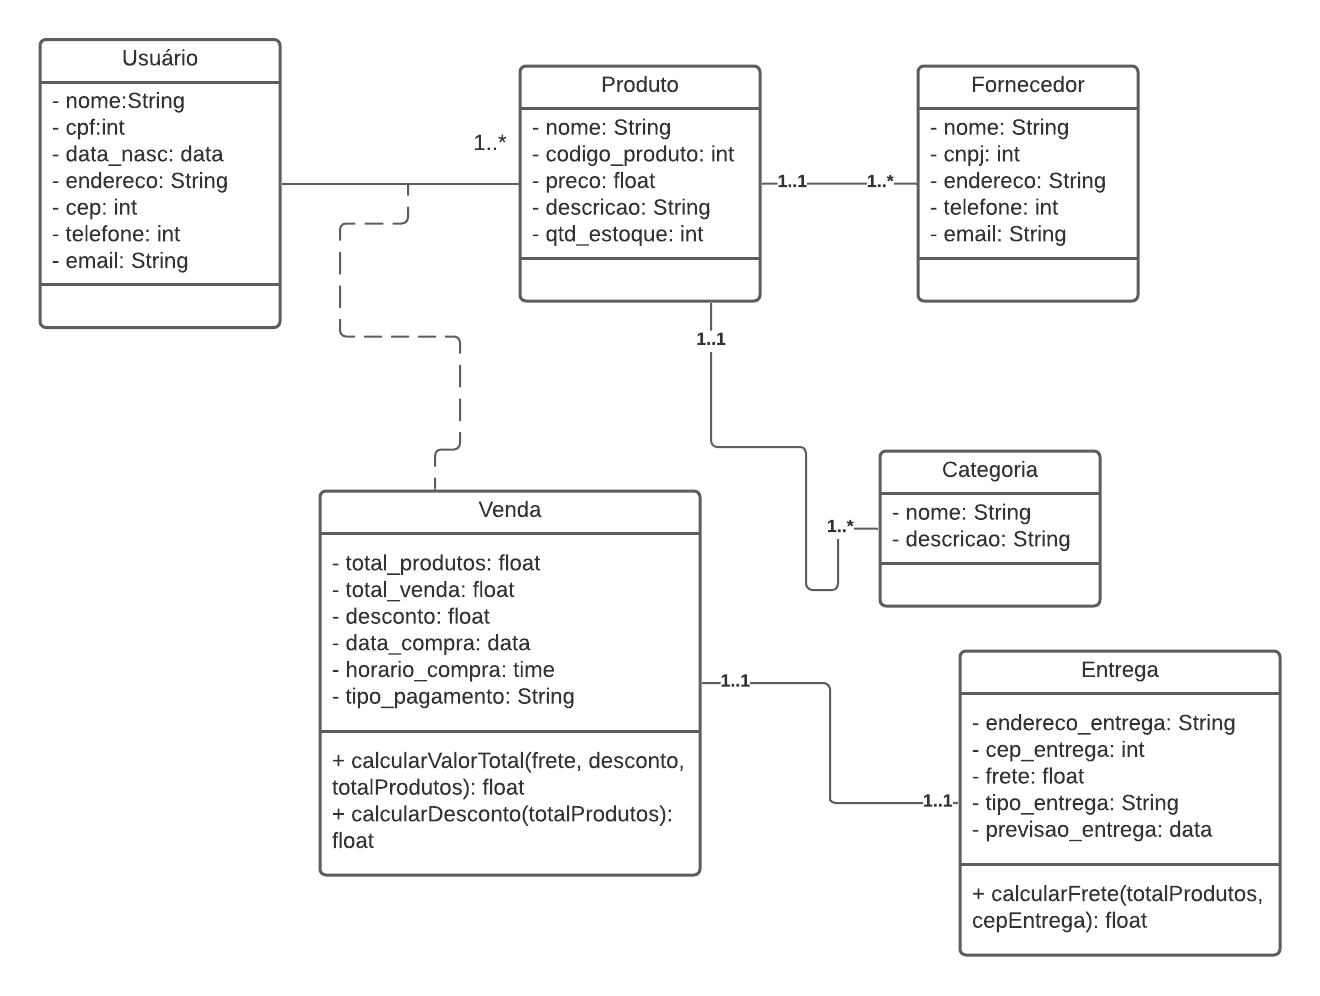 Usuário
- nome:String
- cpf:int
- data_nasc: data
- endereco: String
- cep: int
- telefone: int
- email: String
1..*
Produto
- nome: String
- codigo_produto: int
- preco: float
- descricao: String
- qtd_estoque: int
1..1
1..*
Fornecedor
- nome: String
- cnpj: int
- endereco: String
- telefone: int
- email: String
1..1
1..*
Categoria
- nome: String
- descricao: String
Venda
- total_produtos: float
- total_venda: float
- desconto: float
- data_compra: data
- horario_compra: time
- tipo_pagamento: String
+ calcularValorTotal(frete, desconto,
totalProdutos): float
+ calcularDesconto(totalProdutos):
float
1..1
1..1
Entrega
- endereco_entrega: String
- cep_entrega: int
- frete: float
- tipo_entrega: String
- previsao_entrega: data
+ calcularFrete(totalProdutos,
cepEntrega): float